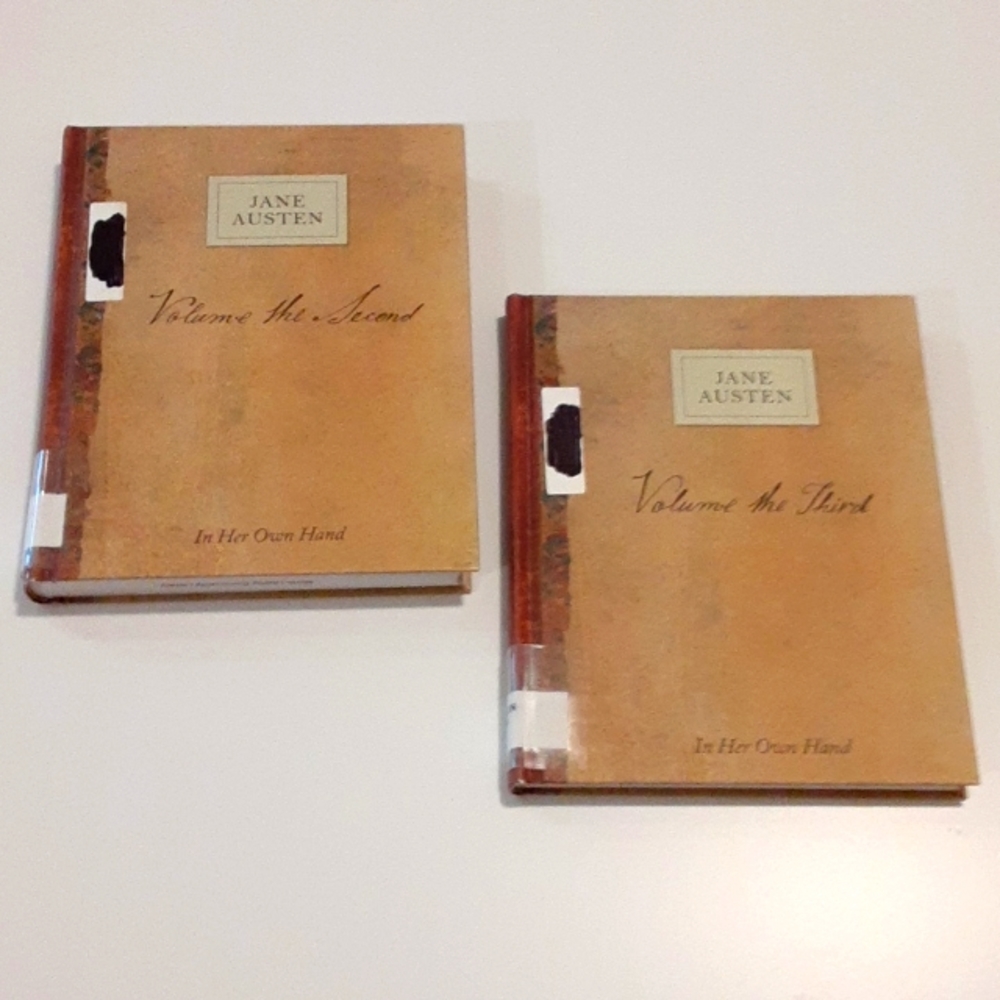 JANE
AUSTEN
Volume the Second
In Her Own Hand
JANE
AUSTEN
Volume the Third
In Her Own Hand